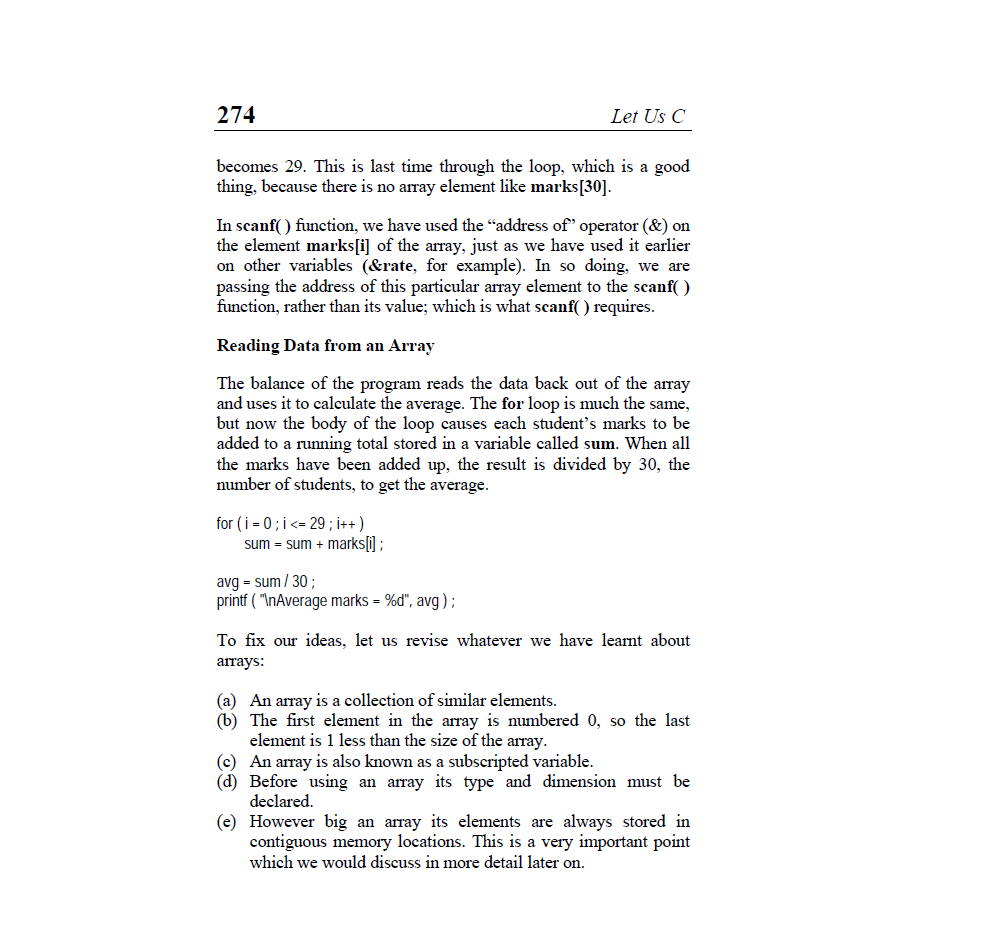 274 Let Us C
becomes 29. This is last time through the loop, which is a good
thing, because there is no array element like marks[30].
In scanf( ) function, we have used the “address of” operator (&) on
the element marks[i] of the array, just as we have used it earlier
on other variables (&rate, for example). In so doing, we are
passing the address of this particular array element to the scanf( )
function, rather than its value; which is what scanf( ) requires.
Reading Data from an Array
The balance of the program reads the data back out of the array
and uses it to calculate the average. The for loop is much the same,
but now the body of the loop causes each student’s marks to be
added to a running total stored in a variable called sum. When all
the marks have been added up, the result is divided by 30, the
number of students, to get the average.
for ( i = 0 ; i <= 29 ; i++ )
sum = sum + marks[i] ;
avg = sum / 30 ;
printf ( "\nAverage marks = %d", avg ) ;
To fix our ideas, let us revise whatever we have learnt about
arrays:
(a) An array is a collection of similar elements.
(b) The first element in the array is numbered 0, so the last
element is 1 less than the size of the array.
(c) An array is also known as a subscripted variable.
(d) Before using an array its type and dimension must be
declared.
(e) However big an array its elements are always stored in
contiguous memory locations. This is a very important point
which we would discuss in more detail later on.